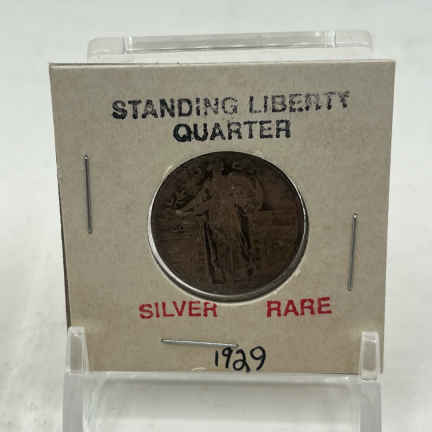 STANDING LIBERTY
QUARTER
SILVER RARE
1929